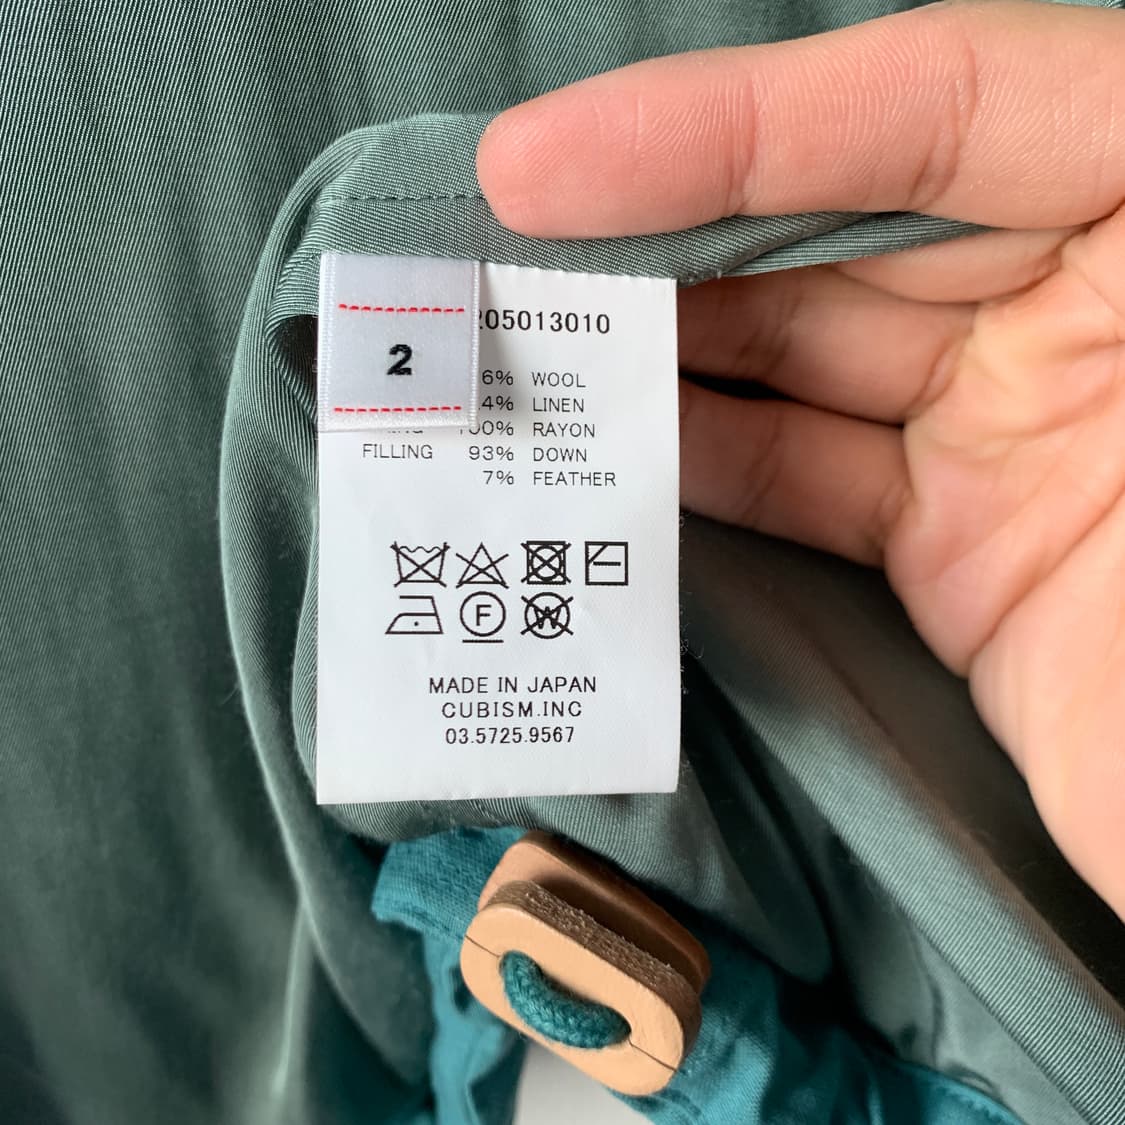 2
205013010
6% WOOL
4% LINEN
100% RAYON
FILLING 93% DOWN
7% FEATHER
F
W
MADE IN JAPAN
CUBISM.INC
03.5725.9567